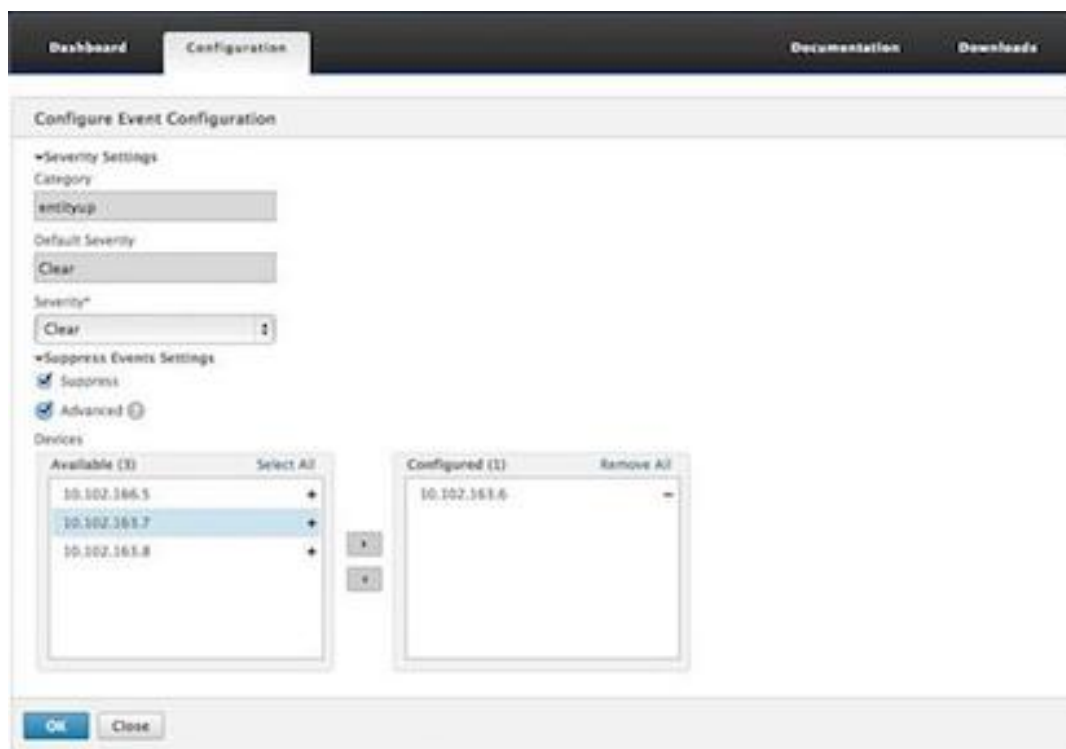 Dashboard Configuration Documentation Downloads
Configure Event Configuration
Severity Settings
Category
entityup
Default Severity
Clear
Severity*
Clear
Suppress Events Settings
Suppress
Advanced
Devices
Available (3) Select All Configured (1) Remove All
10.102.166.5 + 10.102.163.6 −
10.102.163.7 +
10.102.163.8 +
OK Close